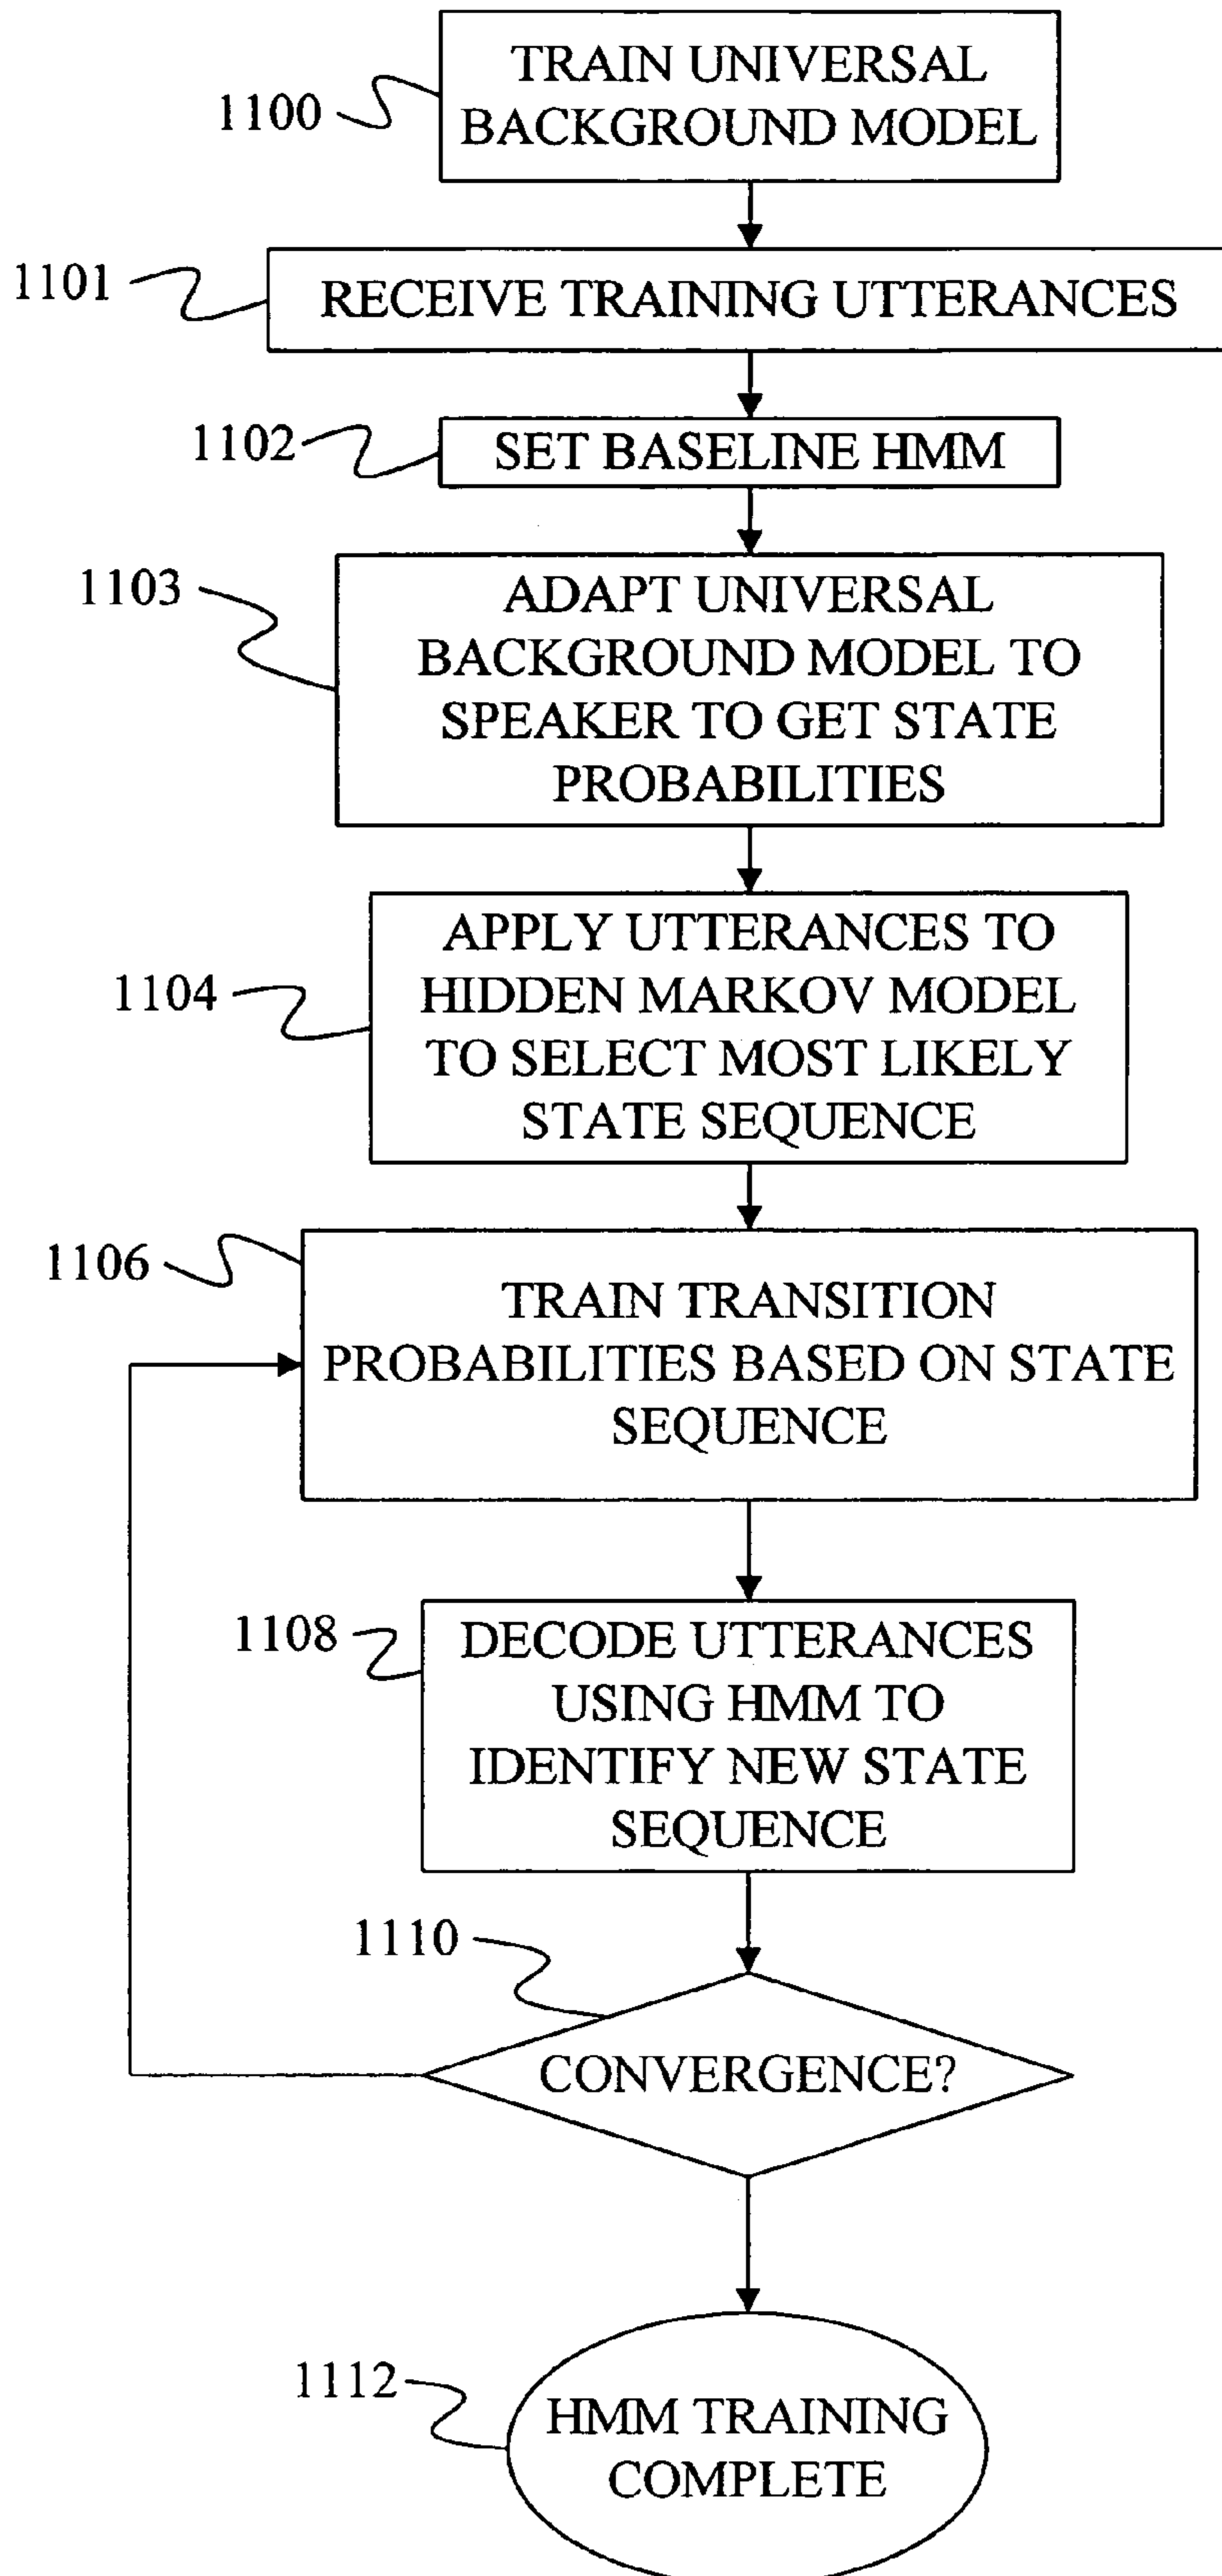 TRAIN UNIVERSAL
BACKGROUND MODEL
1100
1101
RECEIVE TRAINING UTTERANCES
1102
SET BASELINE HMM
1103
ADAPT UNIVERSAL
BACKGROUND MODEL TO
SPEAKER TO GET STATE
PROBABILITIES
1104
APPLY UTTERANCES TO
HIDDEN MARKOV MODEL
TO SELECT MOST LIKELY
STATE SEQUENCE
1106
TRAIN TRANSITION
PROBABILITIES BASED ON STATE
SEQUENCE
1108
DECODE UTTERANCES
USING HMM TO
IDENTIFY NEW STATE
SEQUENCE
1110
CONVERGENCE?
1112
HMM TRAINING
COMPLETE